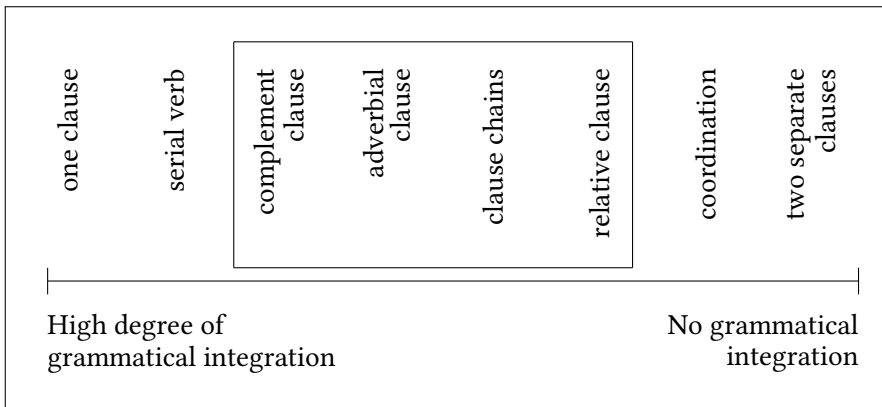 one clause
serial verb
complement
clause
adverbial
clause
clause chains
relative clause
coordination
two separate
clauses
High degree of
grammatical integration
No grammatical
integration